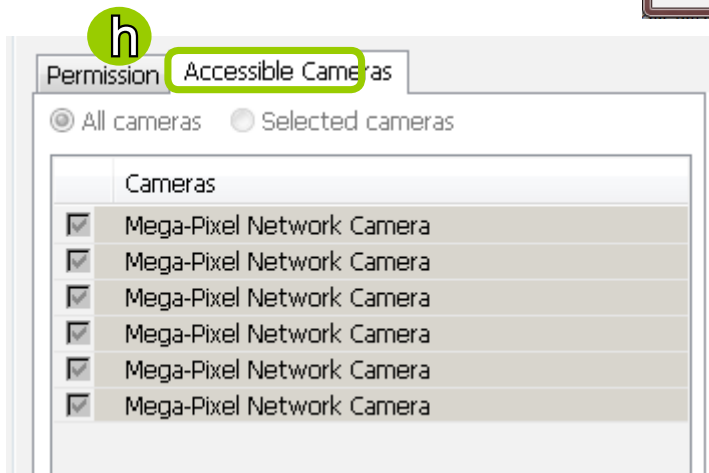 h
Permission Accessible Cameras
All cameras Selected cameras
Cameras
Mega-Pixel Network Camera
Mega-Pixel Network Camera
Mega-Pixel Network Camera
Mega-Pixel Network Camera
Mega-Pixel Network Camera
Mega-Pixel Network Camera